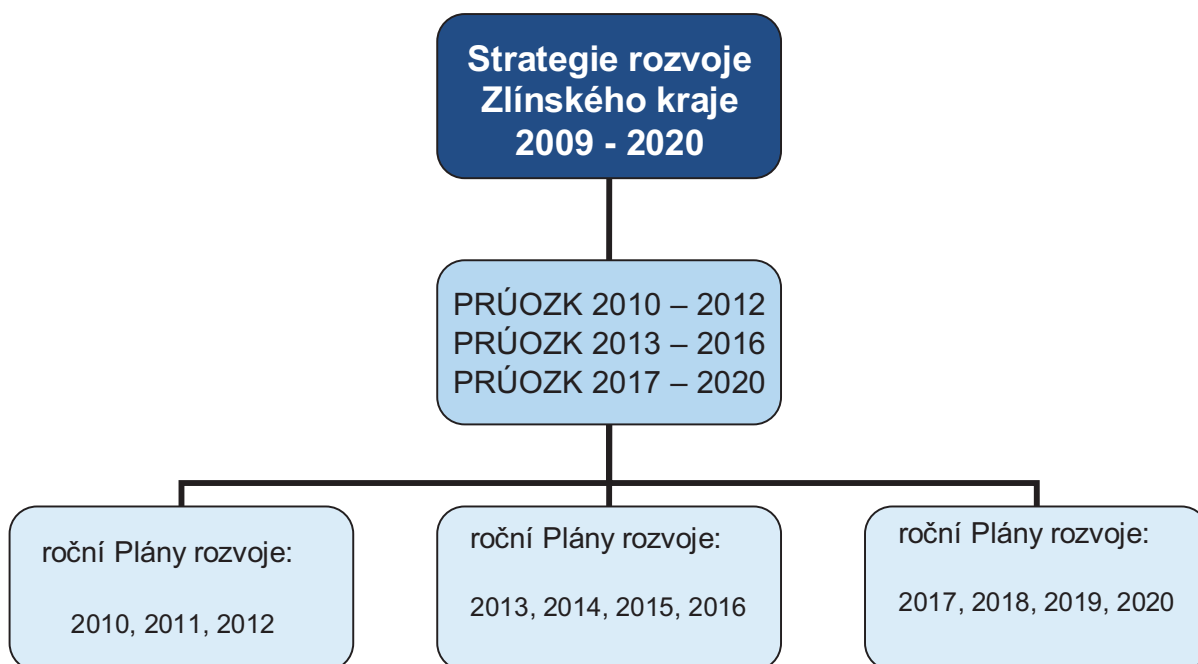 Strategie rozvoje
Zlínského kraje
2009 - 2020
PRÚOZK 2010 – 2012
PRÚOZK 2013 – 2016
PRÚOZK 2017 – 2020
roční Plány rozvoje:
2010, 2011, 2012
roční Plány rozvoje:
2013, 2014, 2015, 2016
roční Plány rozvoje:
2017, 2018, 2019, 2020